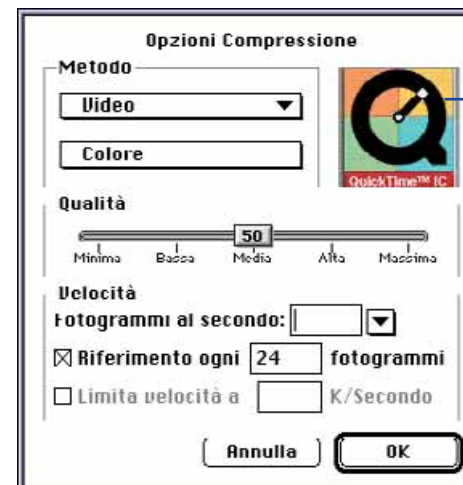 Opzioni Compressione
Metodo
Video
Colore
QuickTime™ IC
Qualità
50
Minima Bassa Media Alta Massima
Velocità
Fotogrammi al secondo:
Riferimento ogni 24 fotogrammi
Limita velocità a K/Secondo
Annulla OK